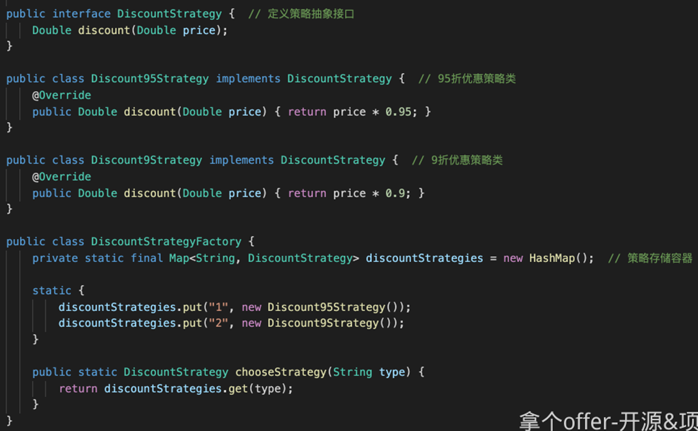 public interface DiscountStrategy {  // 定义策略抽象接口
    Double discount(Double price);
}
public class Discount95Strategy implements DiscountStrategy {  // 95折优惠策略类
    @Override
    public Double discount(Double price) { return price * 0.95; }
}
public class Discount9Strategy implements DiscountStrategy {  // 9折优惠策略类
    @Override
    public Double discount(Double price) { return price * 0.9; }
}
public class DiscountStrategyFactory {
    private static final Map<String, DiscountStrategy> discountStrategies = new HashMap();  // 策略存储容器
    static {
        discountStrategies.put("1", new Discount95Strategy());
        discountStrategies.put("2", new Discount9Strategy());
    }
    public static DiscountStrategy chooseStrategy(String type) {
        return discountStrategies.get(type);
    }
}
拿个offer-开源&项